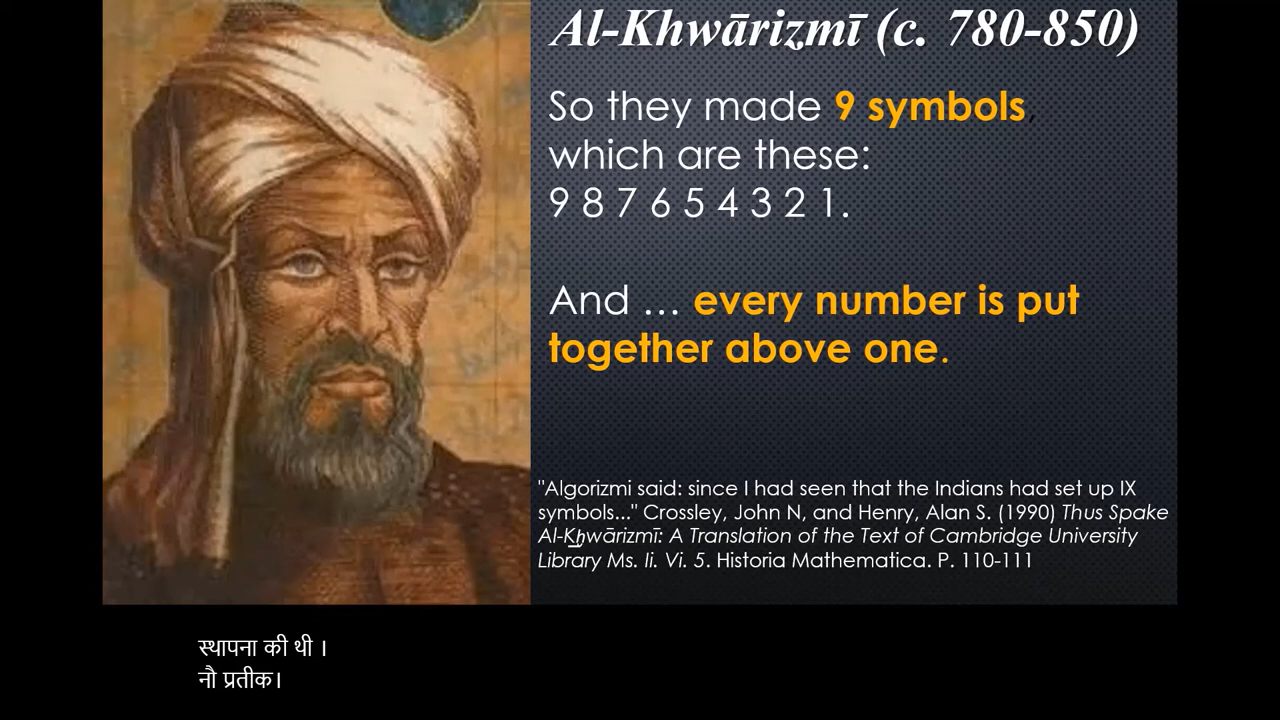 Al-Khwārizmī (c. 780-850)
So they made 9 symbols
which are these:
9 8 7 6 5 4 3 2 1.
And … every number is put
together above one.
"Algorizmi said: since I had seen that the Indians had set up IX
symbols..." Crossley, John N, and Henry, Alan S. (1990) Thus Spake
Al-Khwārizmī: A Translation of the Text of Cambridge University
Library Ms. Ii. Vi. 5. Historia Mathematica. P. 110-111
स्थापना की थी ।
नौ प्रतीक।